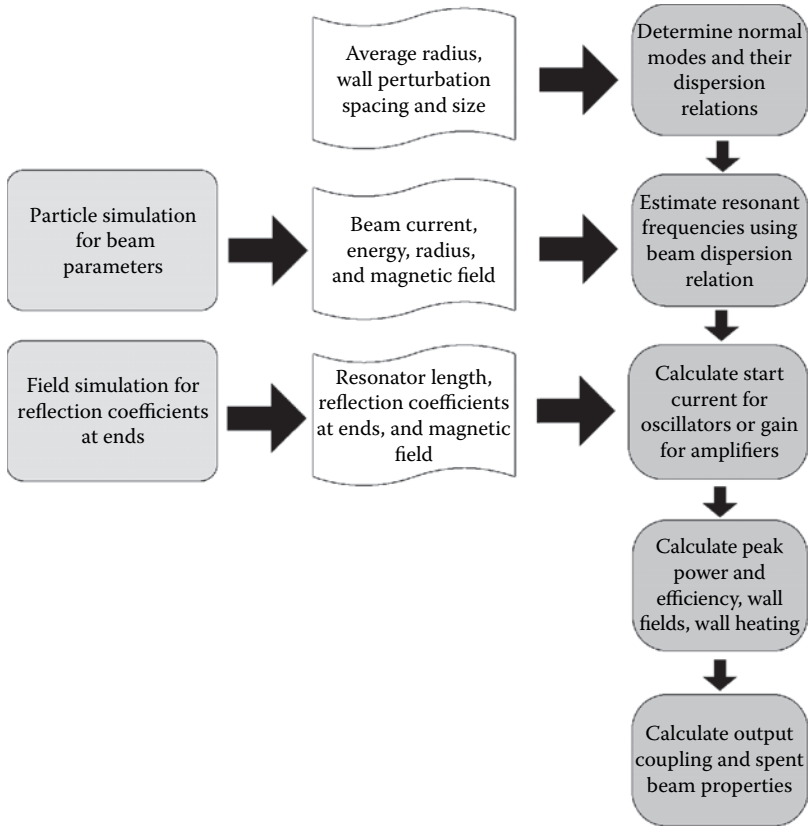 Average radius,
wall perturbation
spacing and size
Determine normal
modes and their
dispersion
relations
Particle simulation
for beam
parameters
Beam current,
energy, radius,
and magnetic field
Estimate resonant
frequencies using
beam dispersion
relation
Field simulation for
reflection coefficients
at ends
Resonator length,
reflection coefficients
at ends, and magnetic
field
Calculate start
current for
oscillators or gain
for amplifiers
Calculate peak
power and
efficiency, wall
fields, wall heating
Calculate output
coupling and spent
beam properties